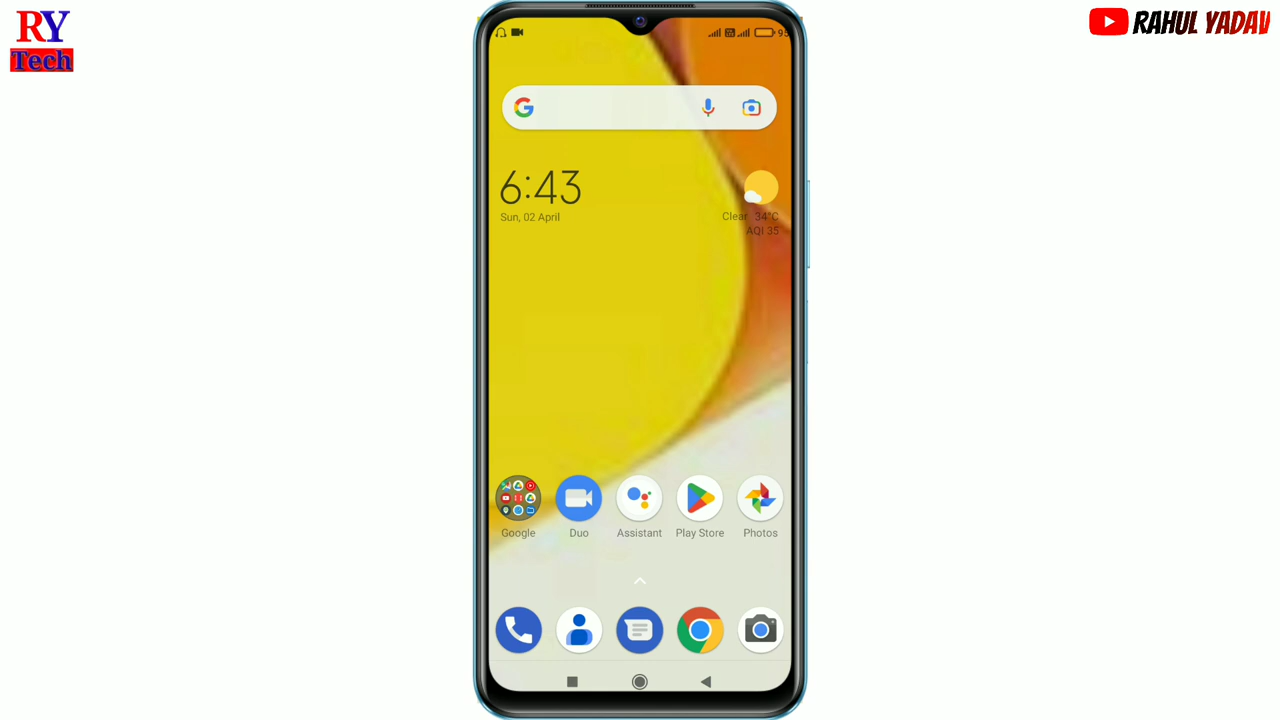 RY
Tech
RAHUL YADAV
6:43
Sun, 02 April
Clear 34°C
AQI 35
Google
Duo
Assistant
Play Store
Photos